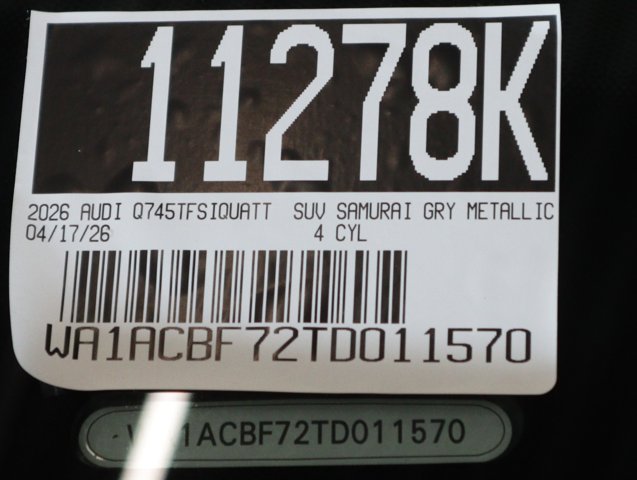 11278K
2026 AUDI Q745TFSIQUATT SUV SAMURAI GRY METALLIC
04/17/26 4 CYL
WA1ACBF72TD011570
1ACBF72TD011570